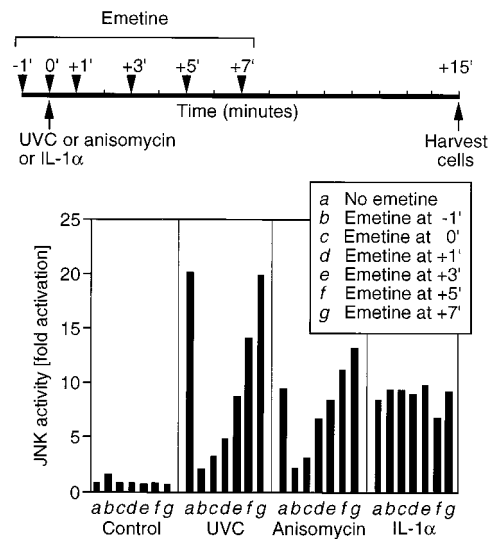 Emetine
-1' 0' +1' +3' +5' +7' +15'
Time (minutes)
UVC or anisomycin
or IL-1α
Harvest
cells
a No emetine
b Emetine at -1'
c Emetine at 0'
d Emetine at +1'
e Emetine at +3'
f Emetine at +5'
g Emetine at +7'
JNK activity [fold activation]
25
20
15
10
5
0
abcdefg abcdefg abcdefg abcdefg
Control UVC Anisomycin IL-1α